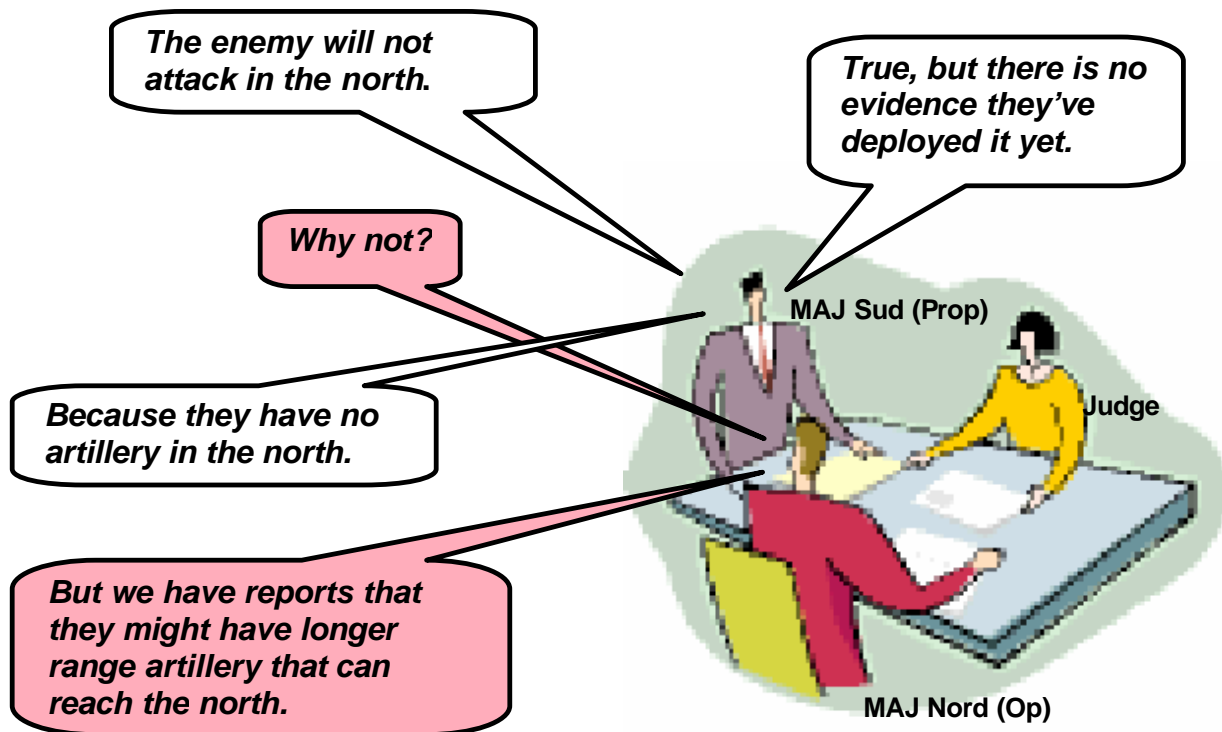 The enemy will not
attack in the north.
True, but there is no
evidence they've
deployed it yet.
Why not?
MAJ Sud (Prop)
Judge
Because they have no
artillery in the north.
But we have reports that
they might have longer
range artillery that can
reach the north.
MAJ Nord (Op)